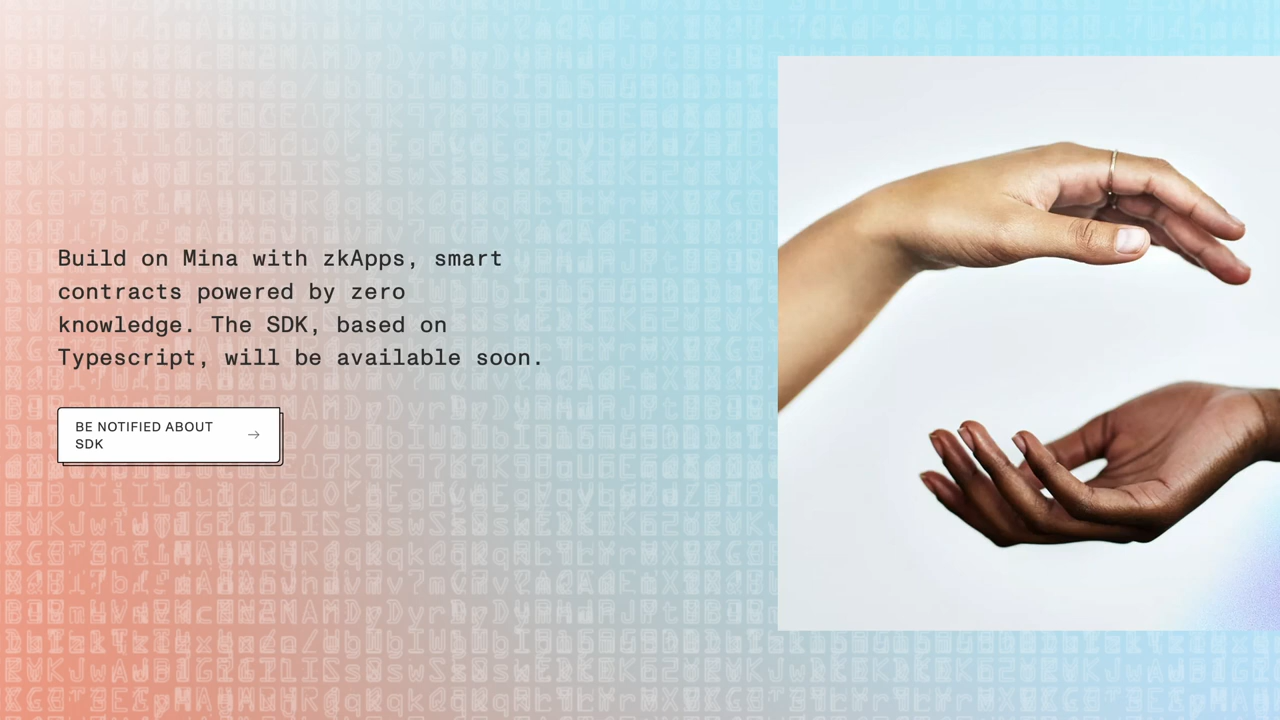 Build on Mina with zkApps, smart
contracts powered by zero
knowledge. The SDK, based on
Typescript, will be available soon.
BE NOTIFIED ABOUT
SDK